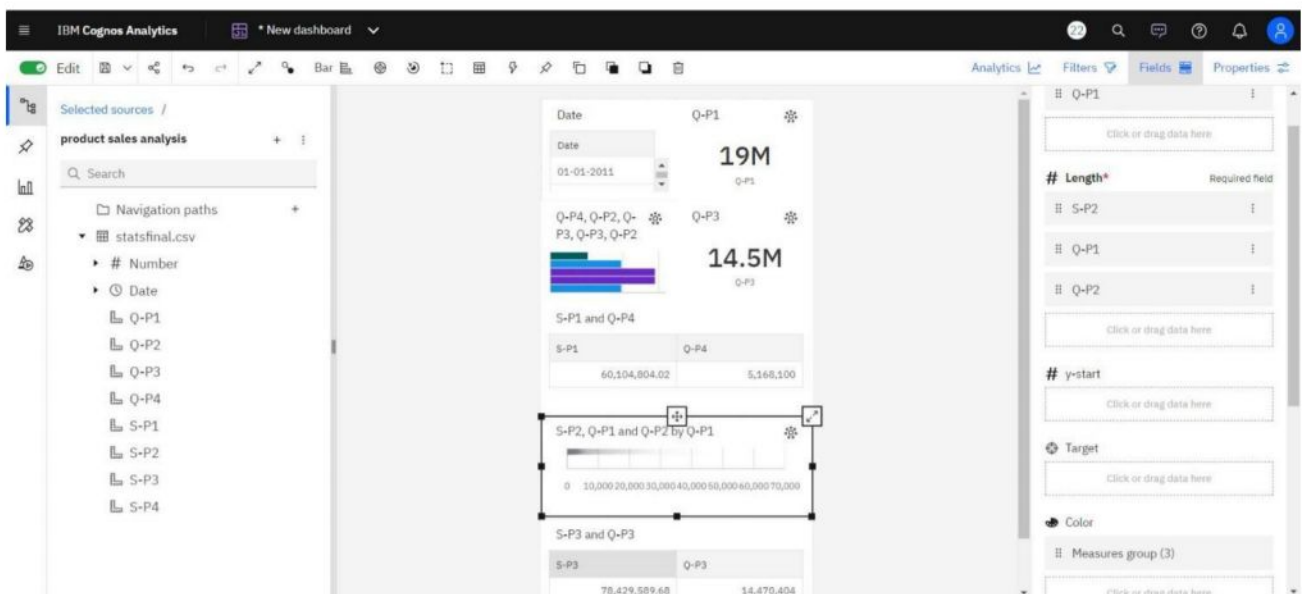 IBM Cognos Analytics
* New dashboard
22
Edit
Bar
Analytics
Filters
Fields
Properties
Selected sources /
product sales analysis
Search
Navigation paths
statsfinal.csv
# Number
Date
Q-P1
Q-P2
Q-P3
Q-P4
S-P1
S-P2
S-P3
S-P4
Date
Date
01-01-2011
Q-P1
19M
Q-P1
Q-P4, Q-P2, Q-
P3, Q-P3, Q-P2
Q-P3
14.5M
Q-P3
S-P1 and Q-P4
S-P1 Q-P4
60,104,804.02 5,168,100
S-P2, Q-P1 and Q-P2 by Q-P1
0 10,000 20,000 30,000 40,000 50,000 60,000 70,000
S-P3 and Q-P3
S-P3 Q-P3
78,429,589.68 14,470,404
Q-P1
Click or drag data here
# Length* Required field
S-P2
Q-P1
Q-P2
Click or drag data here
# y-start
Click or drag data here
Target
Click or drag data here
Color
Measures group (3)
Click or drag data here